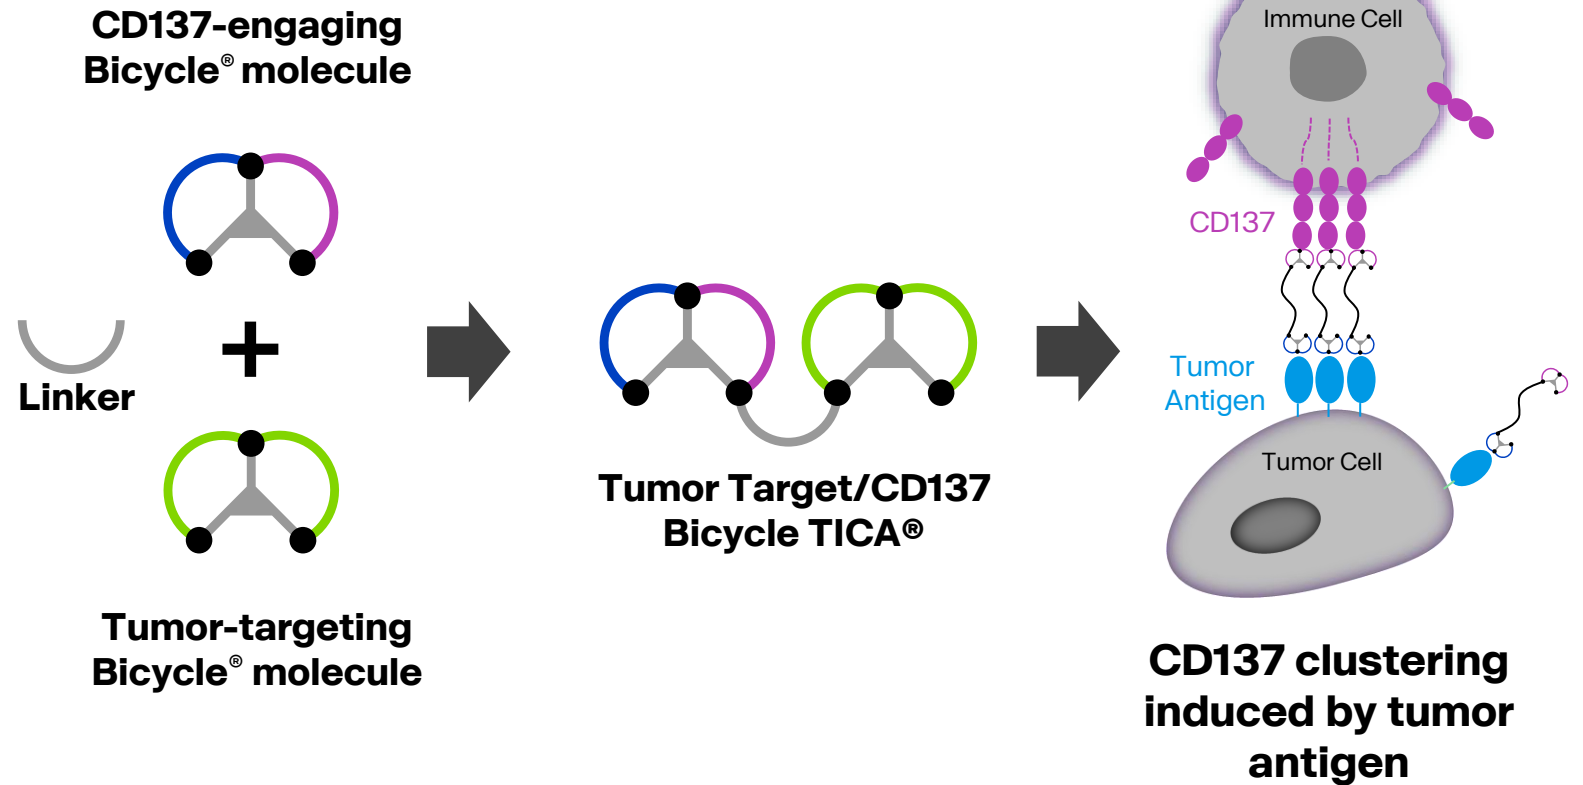 CD137-engaging
Bicycle® molecule
Linker
+
Tumor-targeting
Bicycle® molecule
Tumor Target/CD137
Bicycle TICA®
Immune Cell
CD137
Tumor
Antigen
Tumor Cell
CD137 clustering
induced by tumor
antigen